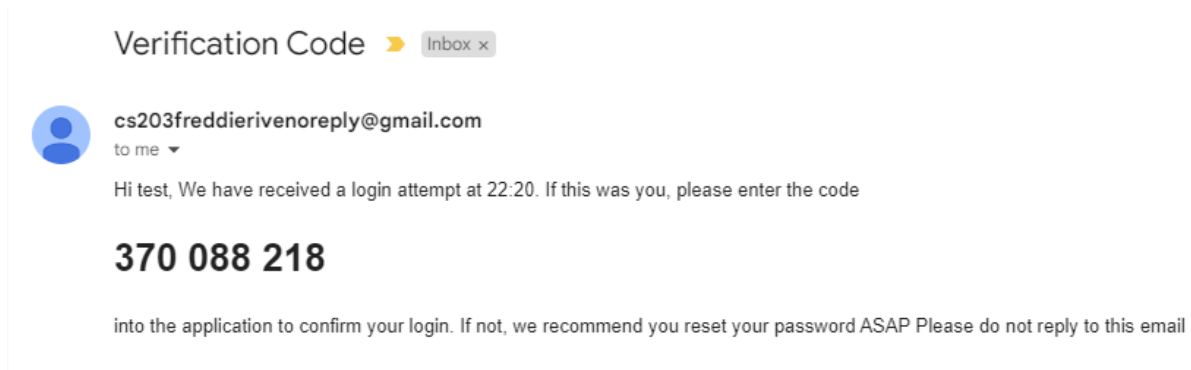 Verification Code Inbox x
cs203freddierivenoreply@gmail.com
to me
Hi test, We have received a login attempt at 22:20. If this was you, please enter the code
370 088 218
into the application to confirm your login. If not, we recommend you reset your password ASAP Please do not reply to this email